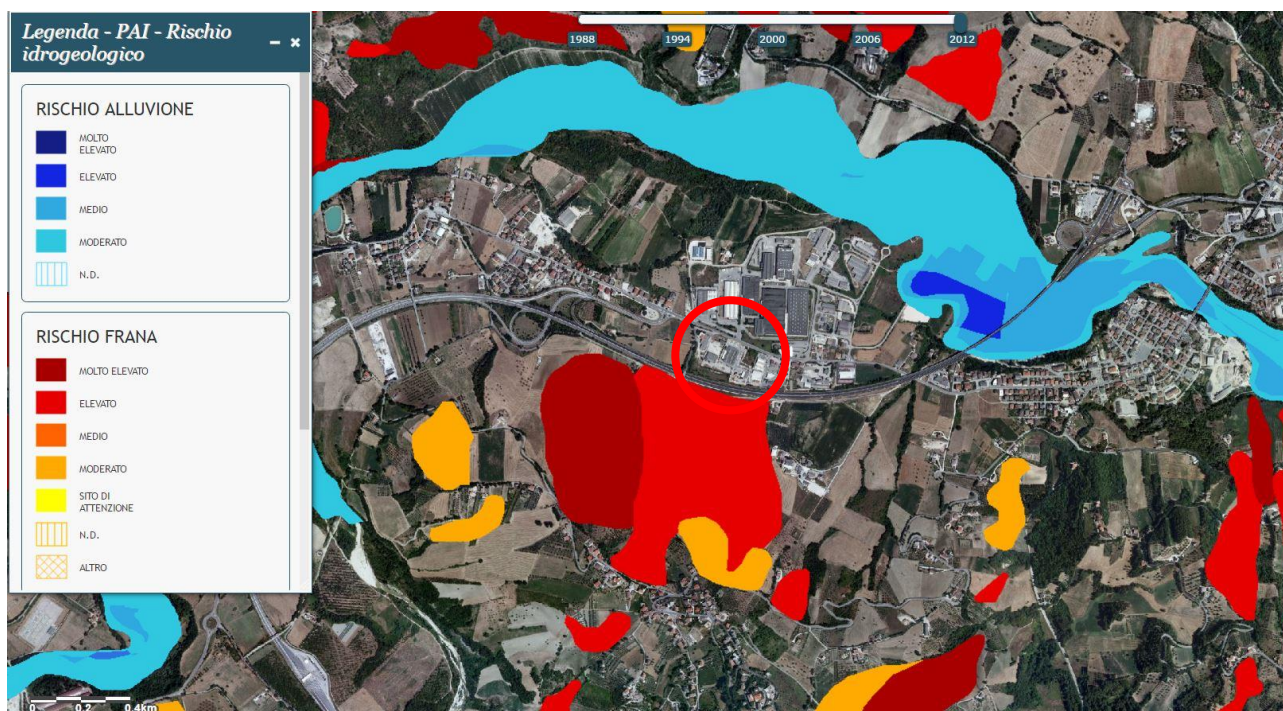 Legenda - PAI - Rischio
idrogeologico
RISCHIO ALLUVIONE
MOLTO
ELEVATO
ELEVATO
MEDIO
MODERATO
N.D.
RISCHIO FRANA
MOLTO ELEVATO
ELEVATO
MEDIO
MODERATO
SITO DI
ATTENZIONE
N.D.
ALTRO
1988 1994 2000 2006 2012
0 0.2 0.4km